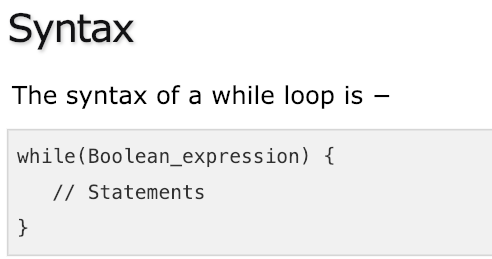 Syntax
The syntax of a while loop is −
while(Boolean_expression) {
   // Statements
}